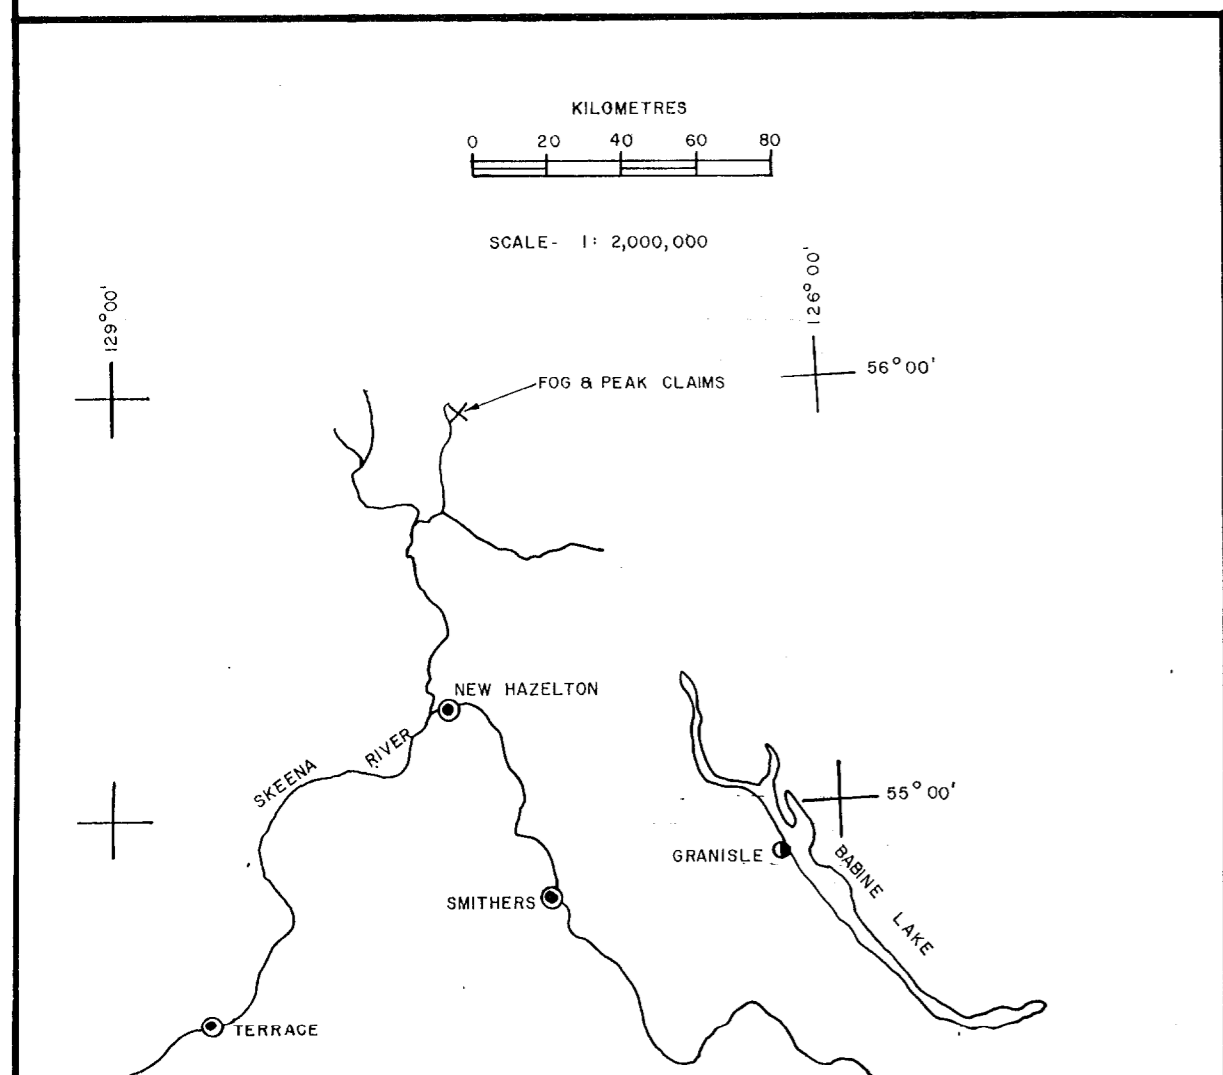 KILOMETRES
0 20 40 60 80
SCALE- 1: 2,000,000
129°00'
126°00'
56°00'
FOG & PEAK CLAIMS
NEW HAZELTON
SKEENA RIVER
55°00'
GRANISLE
BABINE LAKE
SMITHERS
TERRACE